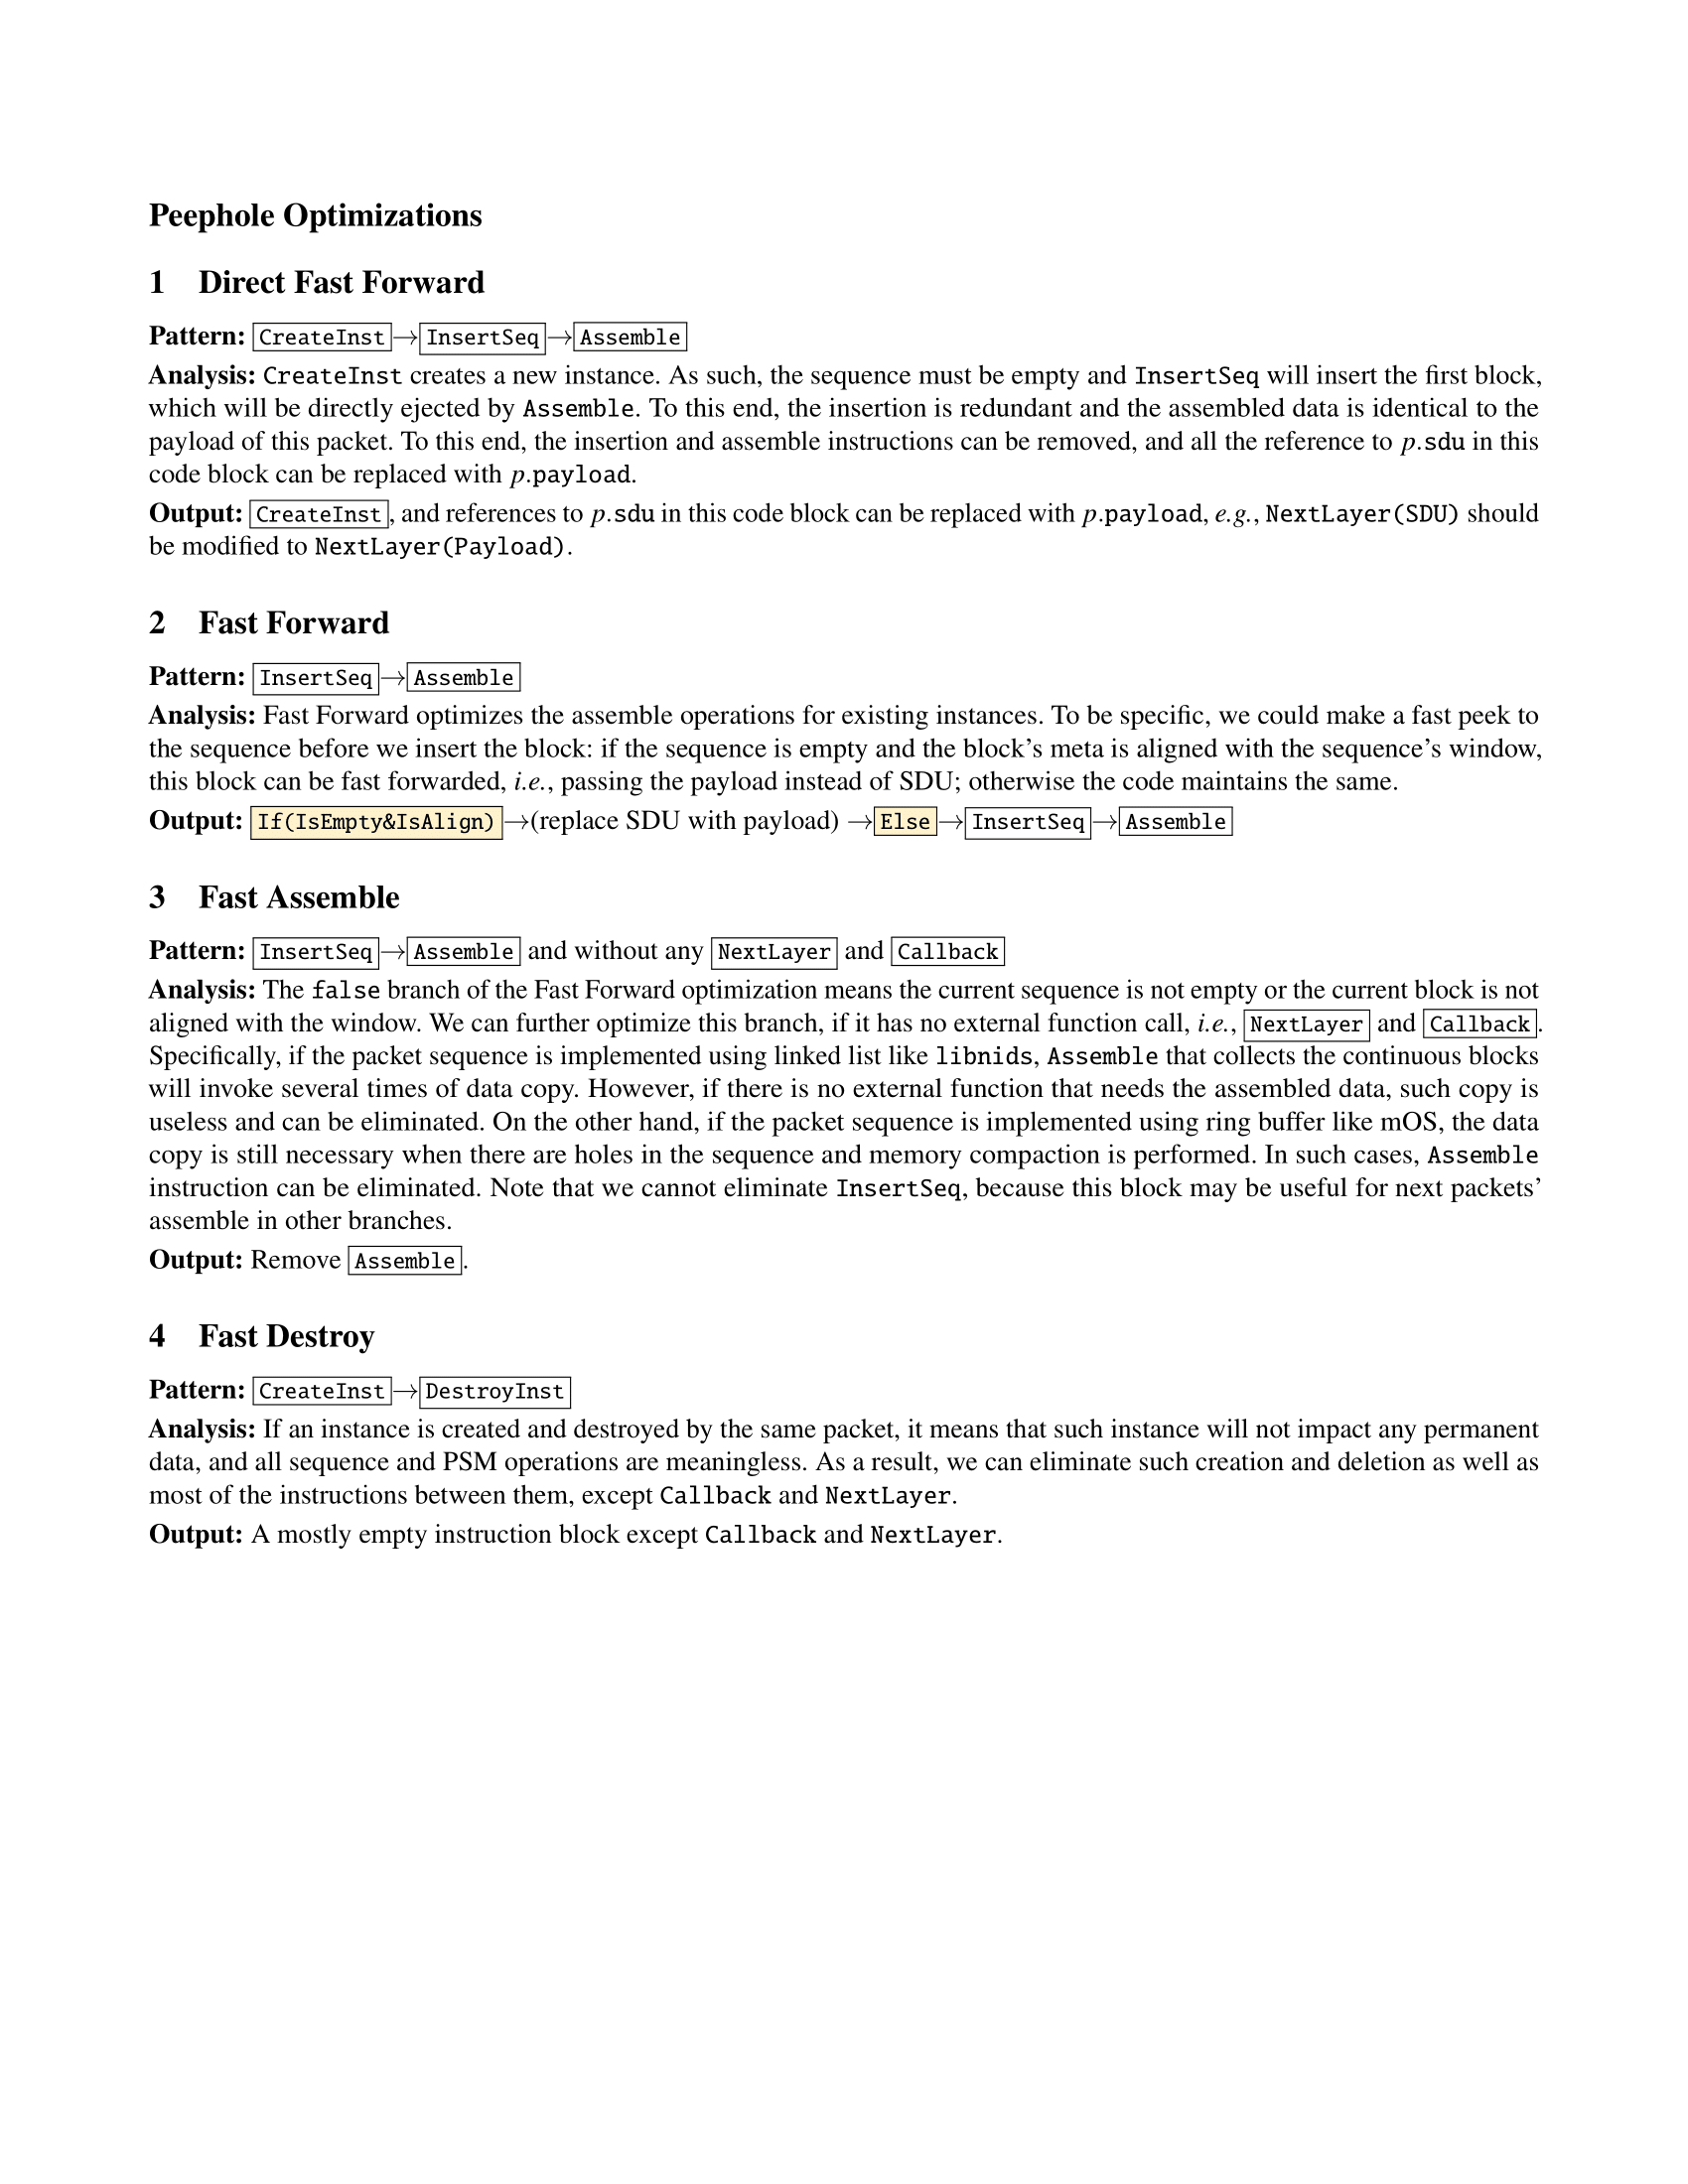 Peephole Optimizations
1 Direct Fast Forward
Pattern: CreateInst→InsertSeq→Assemble
Analysis: CreateInst creates a new instance. As such, the sequence must be empty and InsertSeq will insert the first block,
which will be directly ejected by Assemble. To this end, the insertion is redundant and the assembled data is identical to the
payload of this packet. To this end, the insertion and assemble instructions can be removed, and all the reference to p.sdu in this
code block can be replaced with p.payload.
Output: CreateInst, and references to p.sdu in this code block can be replaced with p.payload, e.g., NextLayer(SDU) should
be modified to NextLayer(Payload).
2 Fast Forward
Pattern: InsertSeq→Assemble
Analysis: Fast Forward optimizes the assemble operations for existing instances. To be specific, we could make a fast peek to
the sequence before we insert the block: if the sequence is empty and the block's meta is aligned with the sequence's window,
this block can be fast forwarded, i.e., passing the payload instead of SDU; otherwise the code maintains the same.
Output: If(IsEmpty&IsAlign)→(replace SDU with payload) →Else→InsertSeq→Assemble
3 Fast Assemble
Pattern: InsertSeq→Assemble and without any NextLayer and Callback
Analysis: The false branch of the Fast Forward optimization means the current sequence is not empty or the current block is not
aligned with the window. We can further optimize this branch, if it has no external function call, i.e., NextLayer and Callback.
Specifically, if the packet sequence is implemented using linked list like libnids, Assemble that collects the continuous blocks
will invoke several times of data copy. However, if there is no external function that needs the assembled data, such copy is
useless and can be eliminated. On the other hand, if the packet sequence is implemented using ring buffer like mOS, the data
copy is still necessary when there are holes in the sequence and memory compaction is performed. In such cases, Assemble
instruction can be eliminated. Note that we cannot eliminate InsertSeq, because this block may be useful for next packets'
assemble in other branches.
Output: Remove Assemble.
4 Fast Destroy
Pattern: CreateInst→DestroyInst
Analysis: If an instance is created and destroyed by the same packet, it means that such instance will not impact any permanent
data, and all sequence and PSM operations are meaningless. As a result, we can eliminate such creation and deletion as well as
most of the instructions between them, except Callback and NextLayer.
Output: A mostly empty instruction block except Callback and NextLayer.